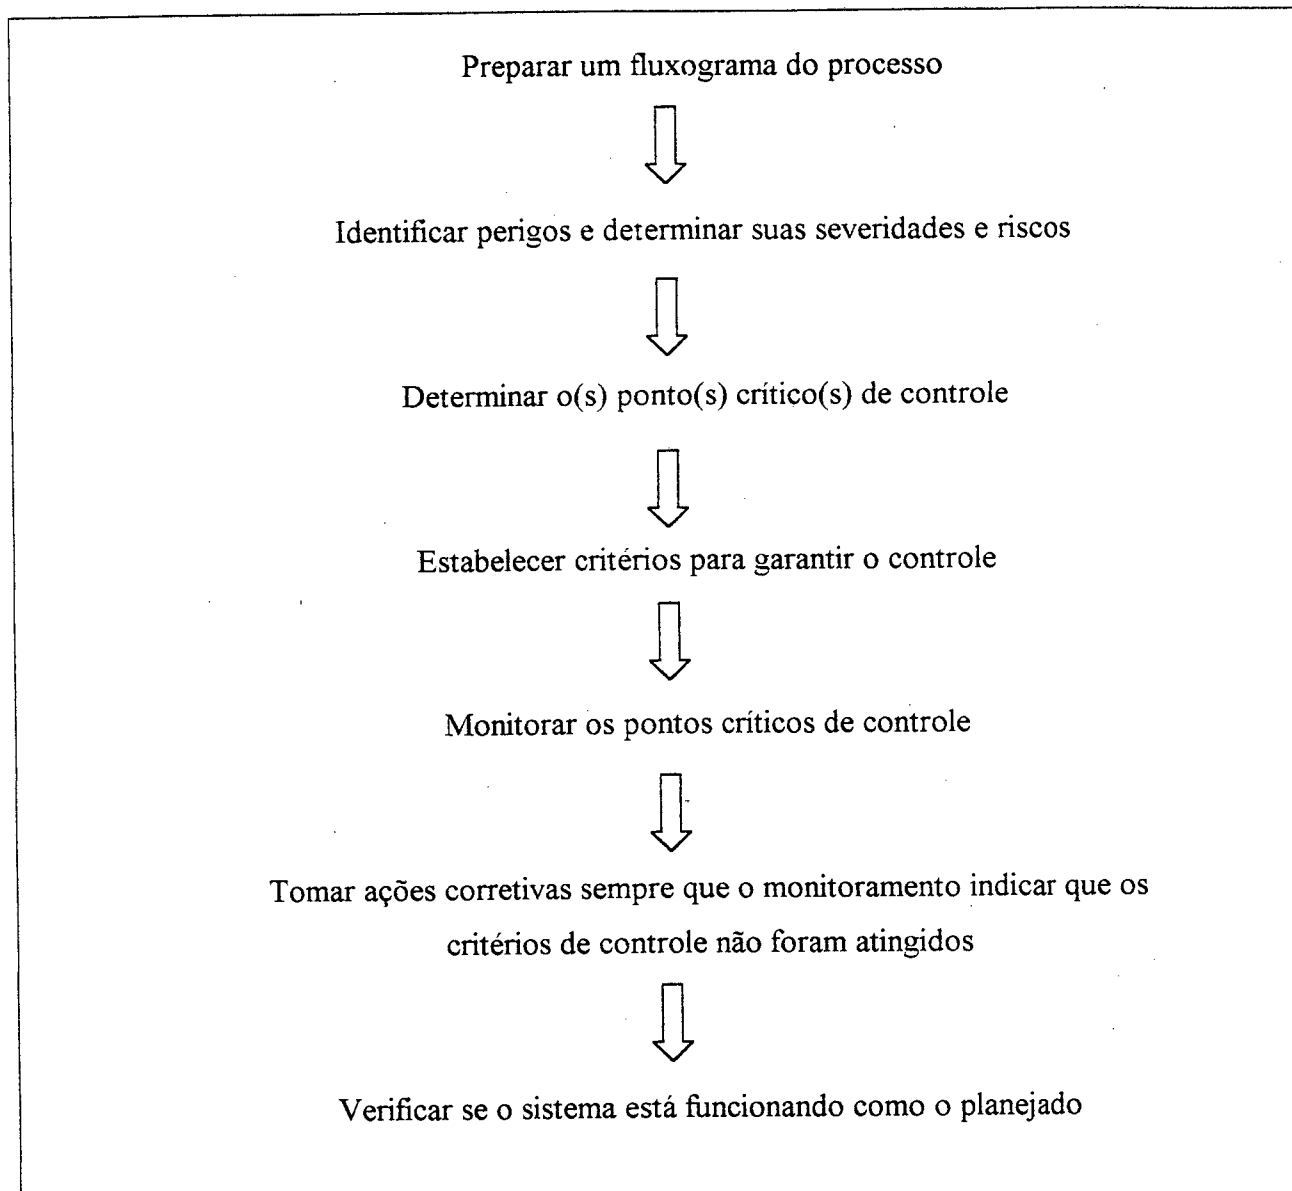 Preparar um fluxograma do processo
Identificar perigos e determinar suas severidades e riscos
Determinar o(s) ponto(s) crítico(s) de controle
Estabelecer critérios para garantir o controle
Monitorar os pontos críticos de controle
Tomar ações corretivas sempre que o monitoramento indicar que os
critérios de controle não foram atingidos
Verificar se o sistema está funcionando como o planejado